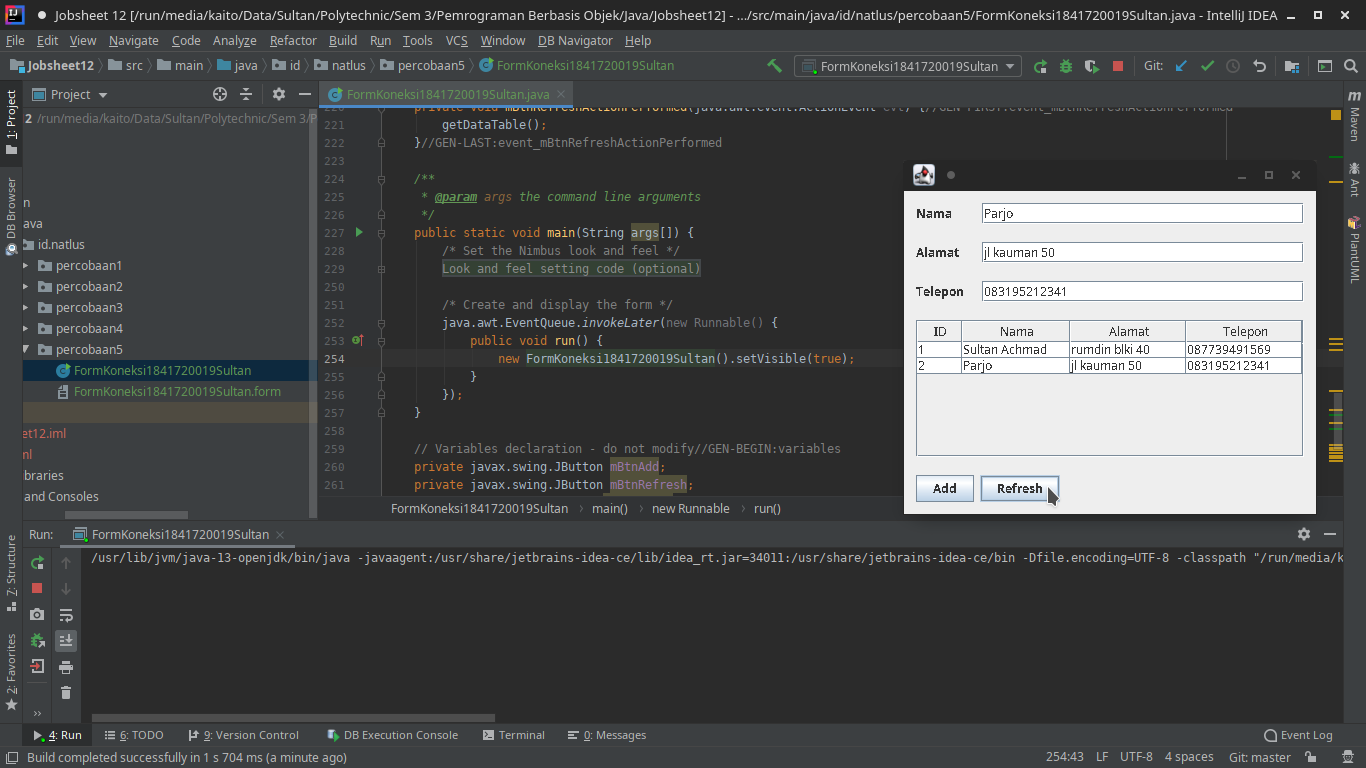 Jobsheet 12 [/run/media/kaito/Data/Sultan/Polytechnic/Sem 3/Pemrograman Berbasis Objek/Java/Jobsheet12] - .../src/main/java/id/natlus/percobaan5/FormKoneksi1841720019Sultan.java - IntelliJ IDEA
File Edit View Navigate Code Analyze Refactor Build Run Tools VCS Window DB Navigator Help
Jobsheet12 src main java id natlus percobaan5 FormKoneksi1841720019Sultan
FormKoneksi1841720019Sultan
Git:
1: Project
DB Browser
Z: Structure
2: Favorites
Project
2 /run/media/kaito/Data/Sultan/Polytechnic/Sem 3/P
n
ava
id.natlus
percobaan1
percobaan2
percobaan3
percobaan4
percobaan5
FormKoneksi1841720019Sultan
FormKoneksi1841720019Sultan.form
et12.iml
ml
ibraries
and Consoles
FormKoneksi1841720019Sultan.java
220 private void mBtnRefreshActionPerformed(java.awt.event.ActionEvent evt) {//GEN-FIRST:event_mBtnRefreshActionPerformed
221 getDataTable();
222 }//GEN-LAST:event_mBtnRefreshActionPerformed
223
224 /**
225 * @param args the command line arguments
226 */
227 public static void main(String args[]) {
228 /* Set the Nimbus look and feel */
229 Look and feel setting code (optional)
250
251 /* Create and display the form */
252 java.awt.EventQueue.invokeLater(new Runnable() {
253 public void run() {
254 new FormKoneksi1841720019Sultan().setVisible(true);
255 }
256 });
257 }
258
259 // Variables declaration - do not modify//GEN-BEGIN:variables
260 private javax.swing.JButton mBtnAdd;
261 private javax.swing.JButton mBtnRefresh;
FormKoneksi1841720019Sultan main() new Runnable run()
Nama Parjo
Alamat jl kauman 50
Telepon 083195212341
ID Nama Alamat Telepon
1 Sultan Achmad rumdin blki 40 087739491569
2 Parjo jl kauman 50 083195212341
Add Refresh
m Maven
Ant
PlantUML
Run: FormKoneksi1841720019Sultan
/usr/lib/jvm/java-13-openjdk/bin/java -javaagent:/usr/share/jetbrains-idea-ce/lib/idea_rt.jar=34011:/usr/share/jetbrains-idea-ce/bin -Dfile.encoding=UTF-8 -classpath "/run/media/k
4: Run 6: TODO 9: Version Control DB Execution Console Terminal 0: Messages Event Log
Build completed successfully in 1 s 704 ms (a minute ago) 254:43 LF UTF-8 4 spaces Git: master